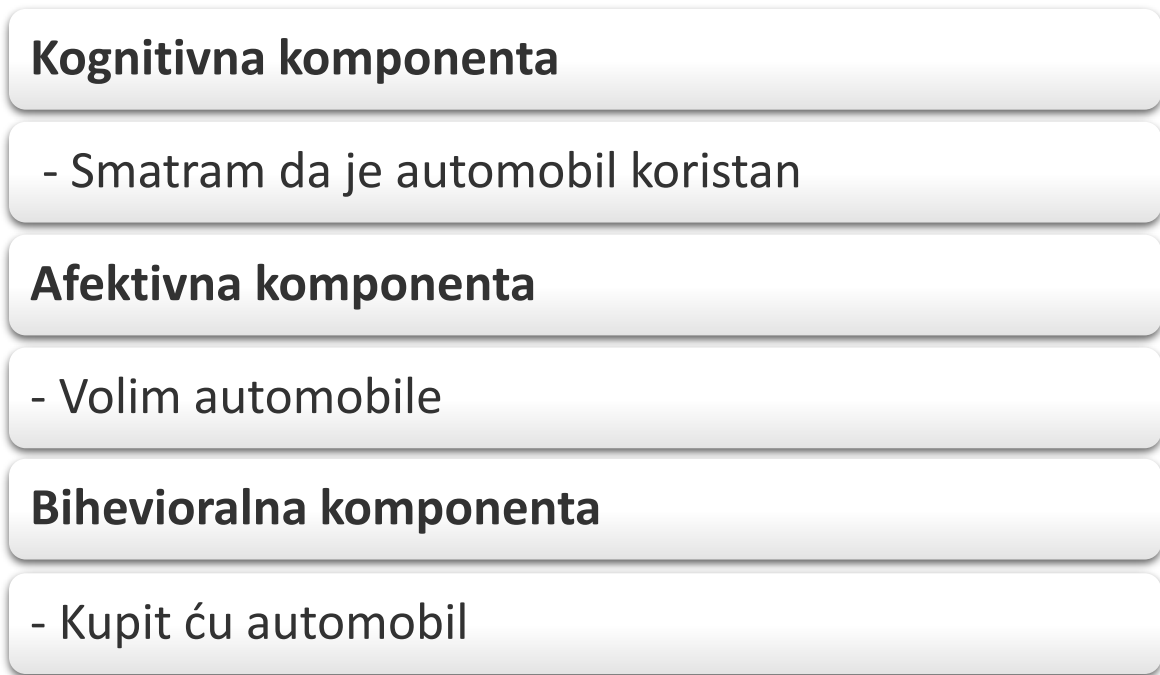 Kognitivna komponenta
- Smatram da je automobil koristan
Afektivna komponenta
- Volim automobile
Bihevioralna komponenta
- Kupit ću automobil